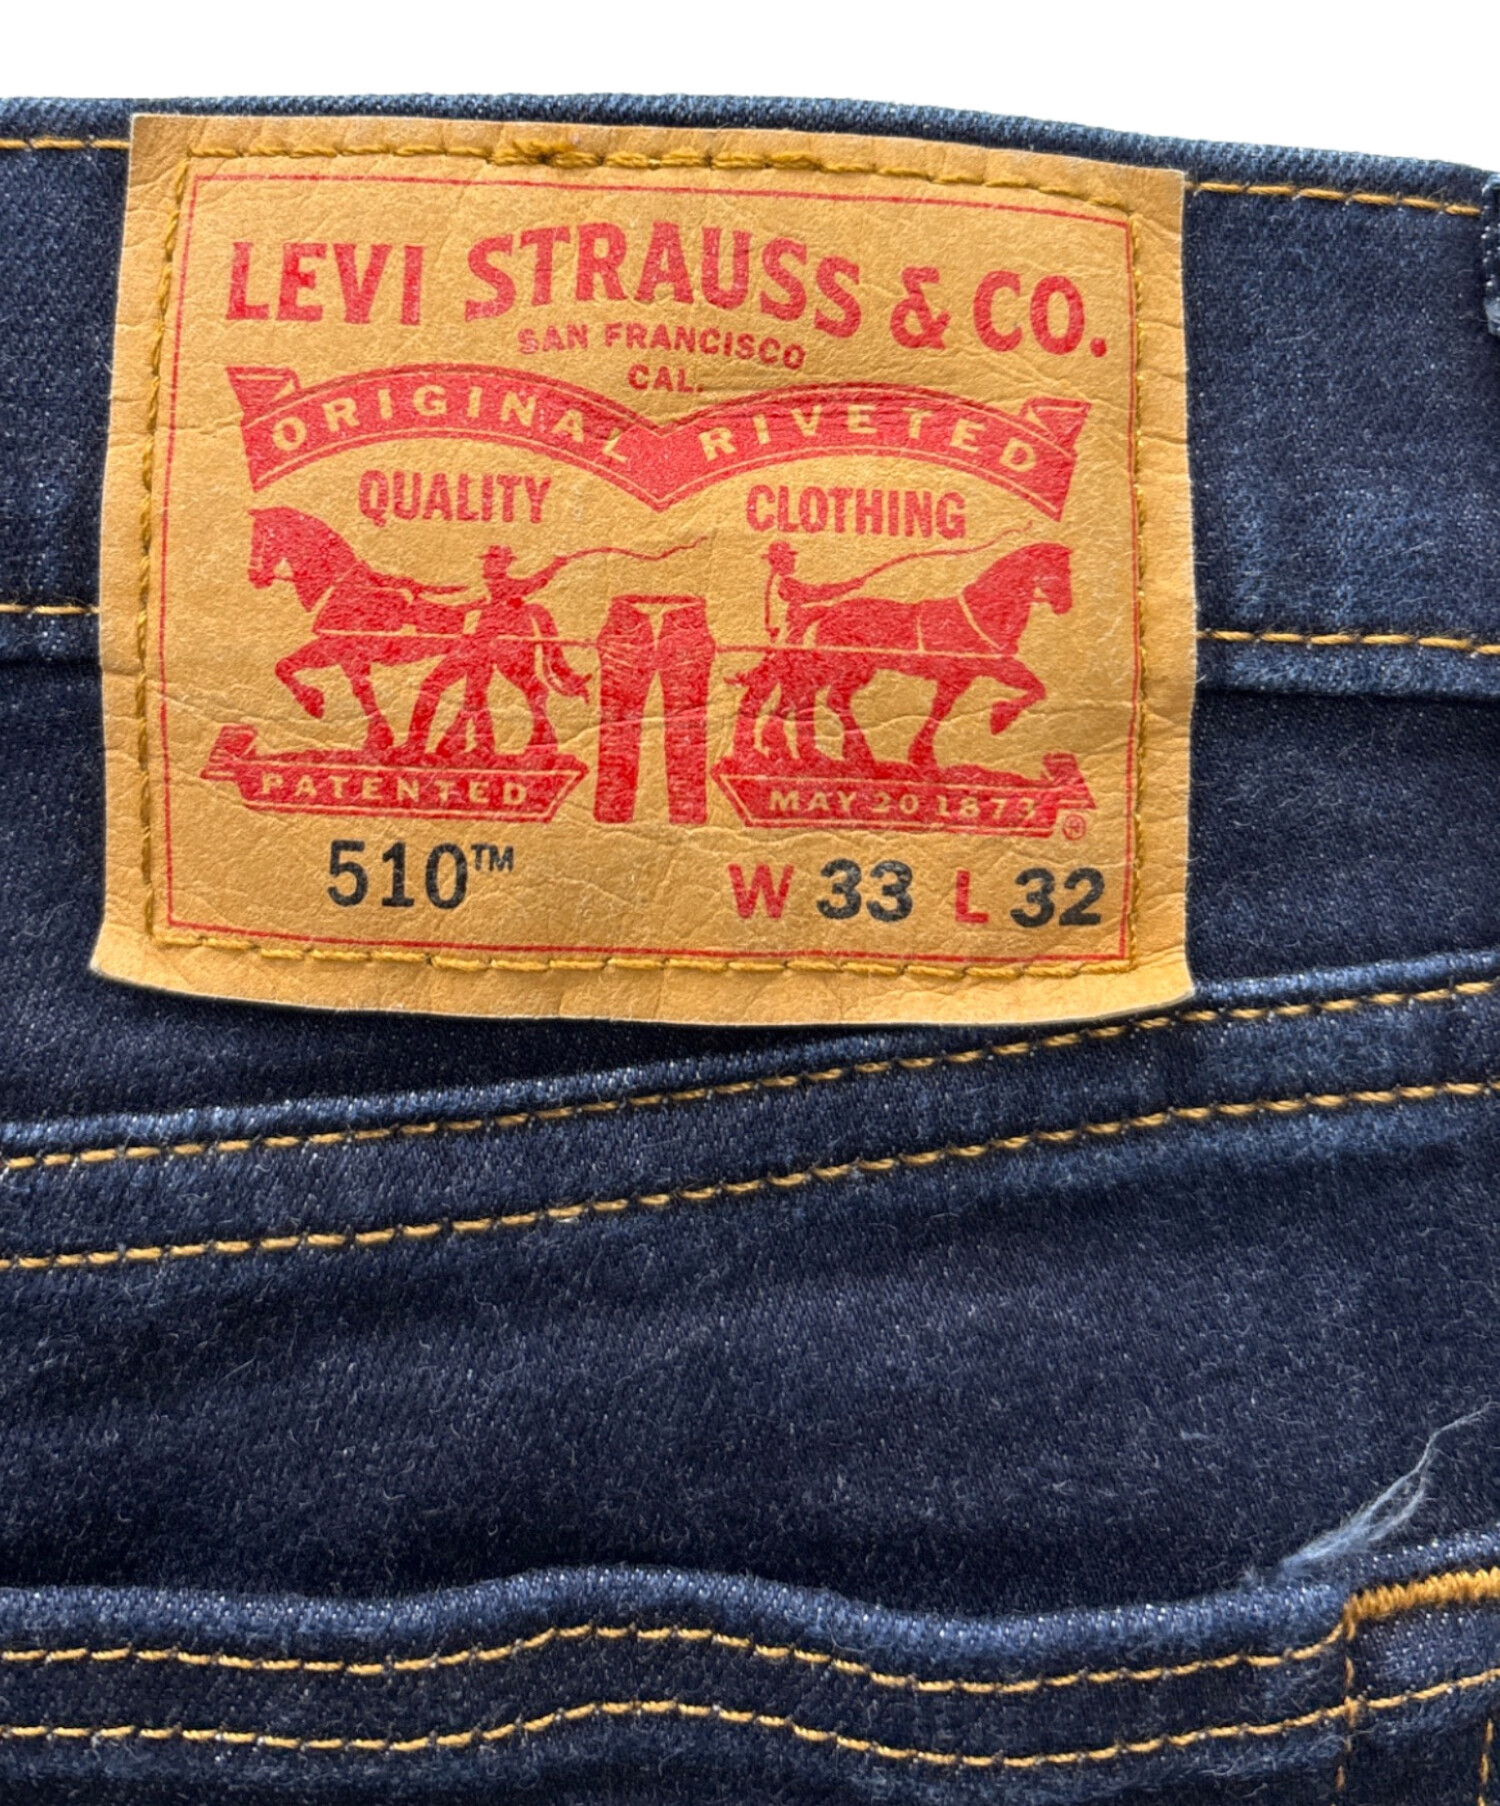 LEVI STRAUSS & CO.
SAN FRANCISCO
CAL.
ORIGINAL RIVETED
QUALITY CLOTHING
PATENTED MAY 20 1873 ®
510™ W 33 L 32